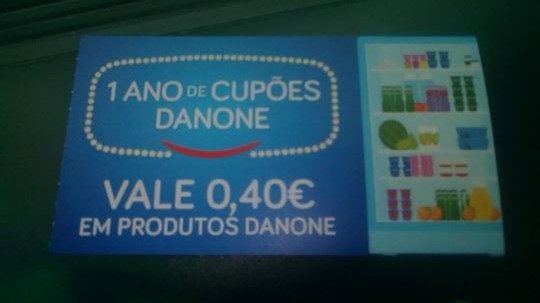 1 ANO DE CUPÕES
DANONE
VALE 0,40€
EM PRODUTOS DANONE